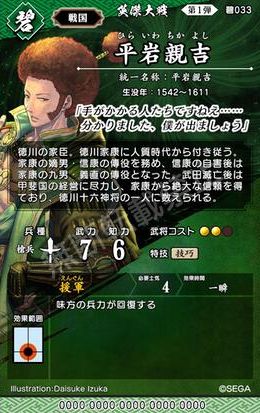 碧
戦国
英傑大戦
第1弾
碧033
ひらいわちかよし
平岩親吉
統一名称：平岩親吉
生没年：1542～1611
「手がかかる人たちですねえ……
分かりました、僕が出ましょう」
徳川の家臣。徳川家康に人質時代から付き従う。
家康の嫡男・信康の傅役を務め、信康の自害後は
家康の九男・義直の傅役となった。武田滅亡後は
甲斐国の経営に尽力し、家康から絶大な信頼を得
ており、徳川十六神将の一人に数えられる。
兵種 武力 知力 武将コスト
槍兵 7 6 特技 技巧
えんぐん
援軍
必要士気 4 効果時間 一瞬
味方の兵力が回復する
効果範囲
Illustration:Daisuke Izuka
©SEGA
0000-0000-0000-0000-0000